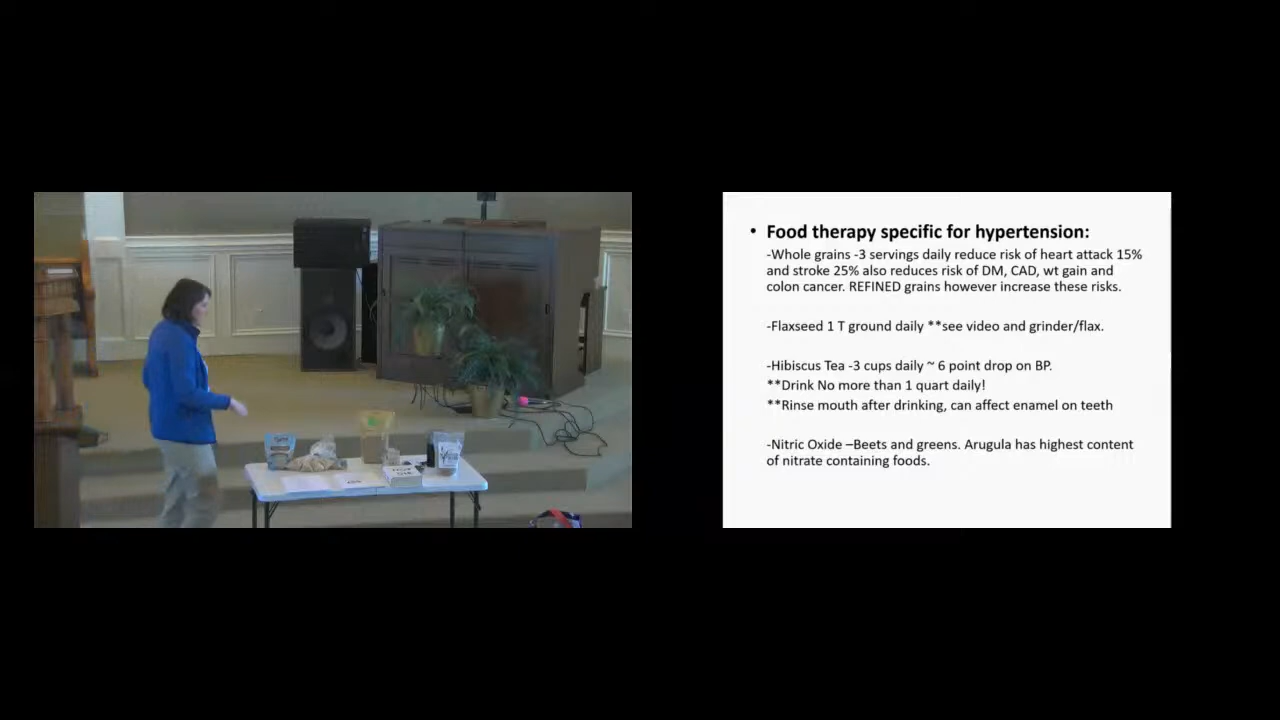 • Food therapy specific for hypertension:
-Whole grains -3 servings daily reduce risk of heart attack 15%
and stroke 25% also reduces risk of DM, CAD, wt gain and
colon cancer. REFINED grains however increase these risks.
-Flaxseed 1 T ground daily **see video and grinder/flax.
-Hibiscus Tea -3 cups daily ~ 6 point drop on BP.
**Drink No more than 1 quart daily!
**Rinse mouth after drinking, can affect enamel on teeth
-Nitric Oxide –Beets and greens. Arugula has highest content
of nitrate containing foods.